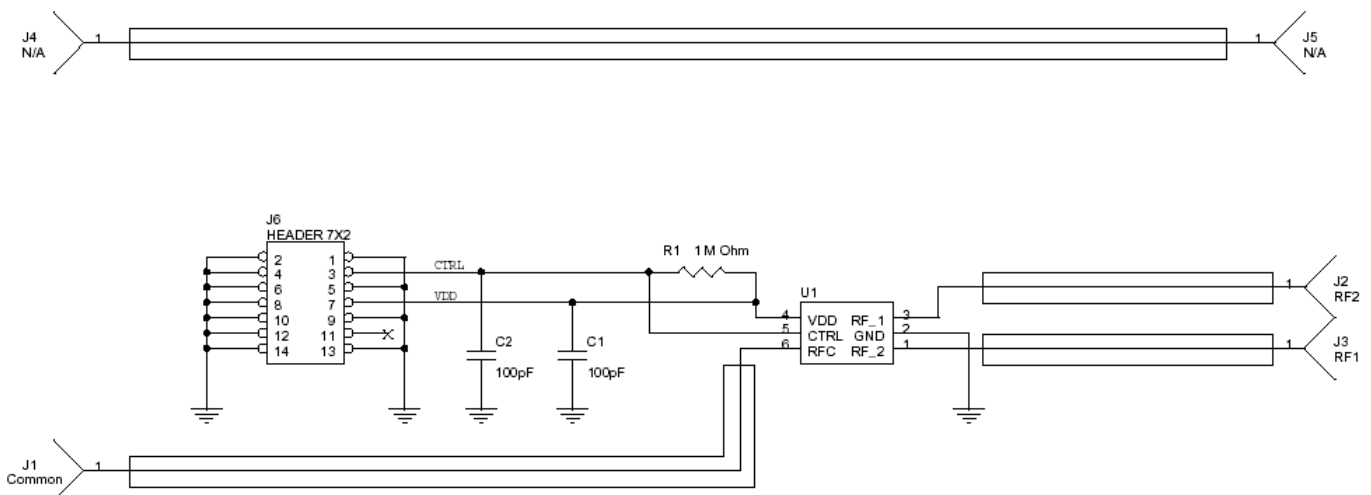 J4
N/A
1
1
J5
N/A
J6
HEADER 7X2
2 1
4 3
6 5
8 7
10 9
12 11
14 13
CTRL
VDD
R1 1M Ohm
C2
100pF
C1
100pF
U1
4 VDD RF_1 3
5 CTRL GND 2
6 RFC RF_2 1
1
J2
RF2
1
J3
RF1
J1
Common
1